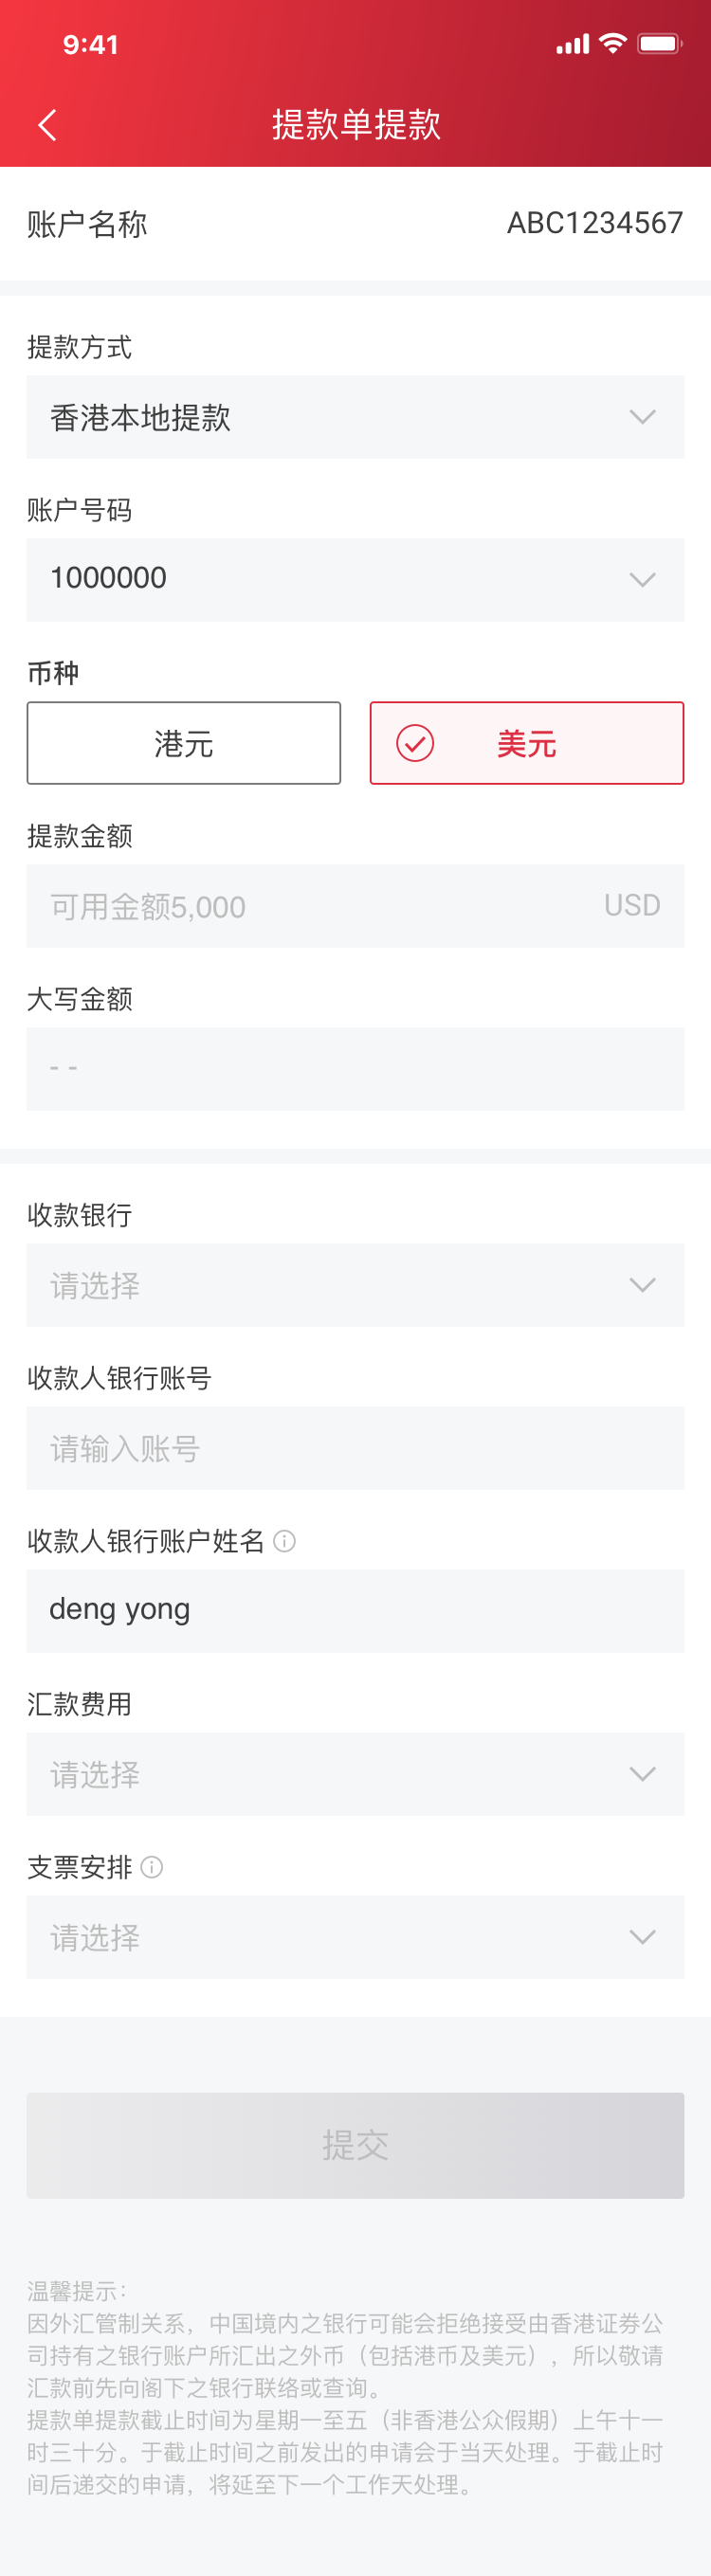 9:41
提款单提款
账户名称 ABC1234567
提款方式
香港本地提款
账户号码
1000000
币种
港元 美元
提款金额
可用金额5,000 USD
大写金额
- -
收款银行
请选择
收款人银行账号
请输入账号
收款人银行账户姓名
deng yong
汇款费用
请选择
支票安排
请选择
提交
温馨提示：
因外汇管制关系，中国境内之银行可能会拒绝接受由香港证券公
司持有之银行账户所汇出之外币（包括港币及美元），所以敬请
汇款前先向阁下之银行联络或查询。
提款单提款截止时间为星期一至五（非香港公众假期）上午十一
时三十分。于截止时间之前发出的申请会于当天处理。于截止时
间后递交的申请，将延至下一个工作天处理。